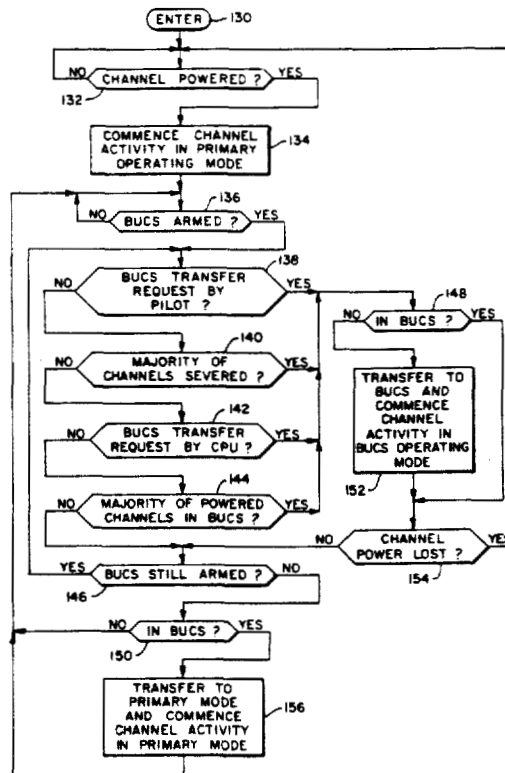 ENTER
130
NO
CHANNEL POWERED ?
YES
132
COMMENCE CHANNEL
ACTIVITY IN PRIMARY
OPERATING MODE
134
136
NO
BUCS ARMED ?
YES
138
NO
BUCS TRANSFER
REQUEST BY
PILOT ?
YES
148
NO
IN BUCS ?
YES
140
NO
MAJORITY OF
CHANNELS SEVERED ?
YES
TRANSFER TO
BUCS AND
COMMENCE
CHANNEL
ACTIVITY IN
BUCS OPERATING
MODE
152
142
NO
BUCS TRANSFER
REQUEST BY CPU ?
YES
144
NO
MAJORITY OF POWERED
CHANNELS IN BUCS ?
YES
NO
CHANNEL
POWER LOST ?
YES
154
YES
BUCS STILL ARMED ?
NO
146
NO
IN BUCS ?
YES
150
TRANSFER TO
PRIMARY MODE
AND COMMENCE
CHANNEL ACTIVITY
IN PRIMARY MODE
156